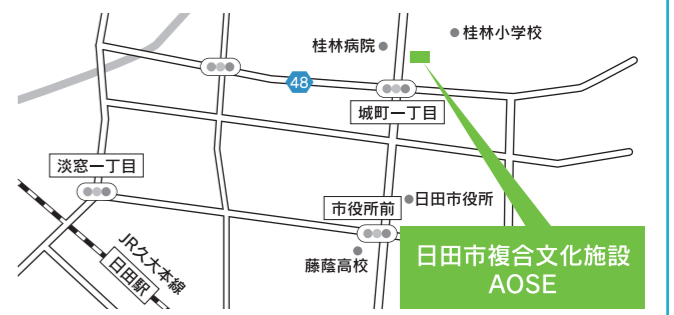 桂林小学校
桂林病院
48
城町一丁目
淡窓一丁目
市役所前
日田市役所
JR久大本線
日田駅
藤蔭高校
日田市複合文化施設
AOSE